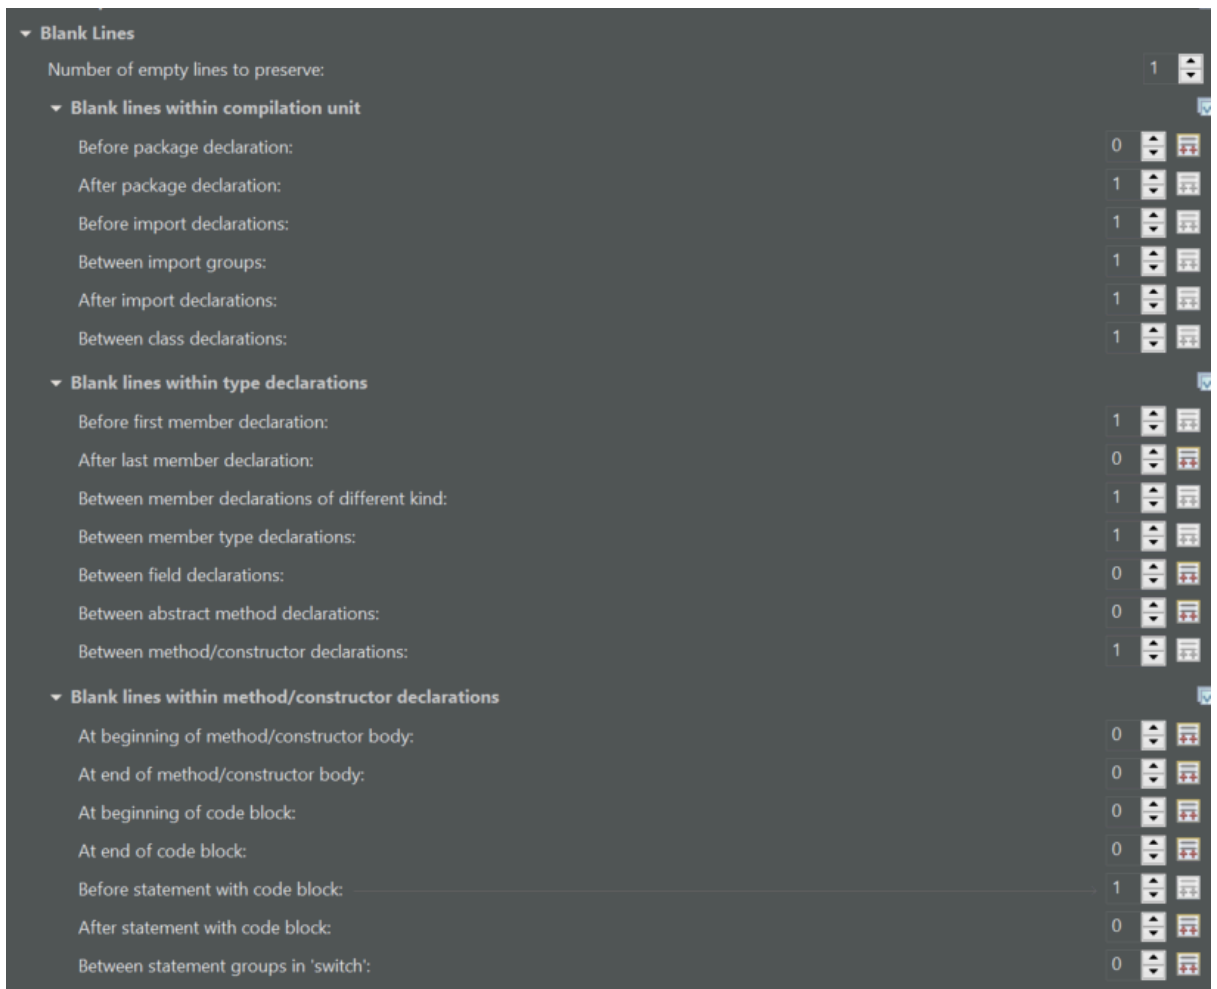 Blank Lines
Number of empty lines to preserve: 1
Blank lines within compilation unit
Before package declaration: 0
After package declaration: 1
Before import declarations: 1
Between import groups: 1
After import declarations: 1
Between class declarations: 1
Blank lines within type declarations
Before first member declaration: 1
After last member declaration: 0
Between member declarations of different kind: 1
Between member type declarations: 1
Between field declarations: 0
Between abstract method declarations: 0
Between method/constructor declarations: 1
Blank lines within method/constructor declarations
At beginning of method/constructor body: 0
At end of method/constructor body: 0
At beginning of code block: 0
At end of code block: 0
Before statement with code block: 1
After statement with code block: 0
Between statement groups in 'switch': 0